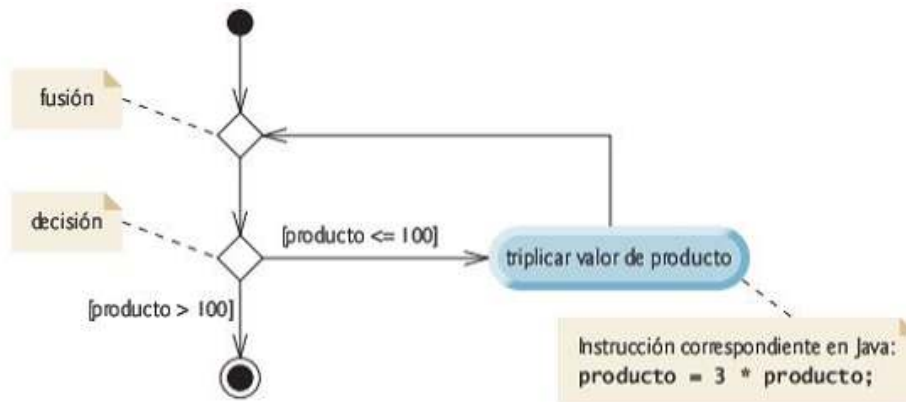 fusión
decisión
[producto <= 100]
triplicar valor de producto
[producto > 100]
Instrucción correspondiente en Java:
producto = 3 * producto;